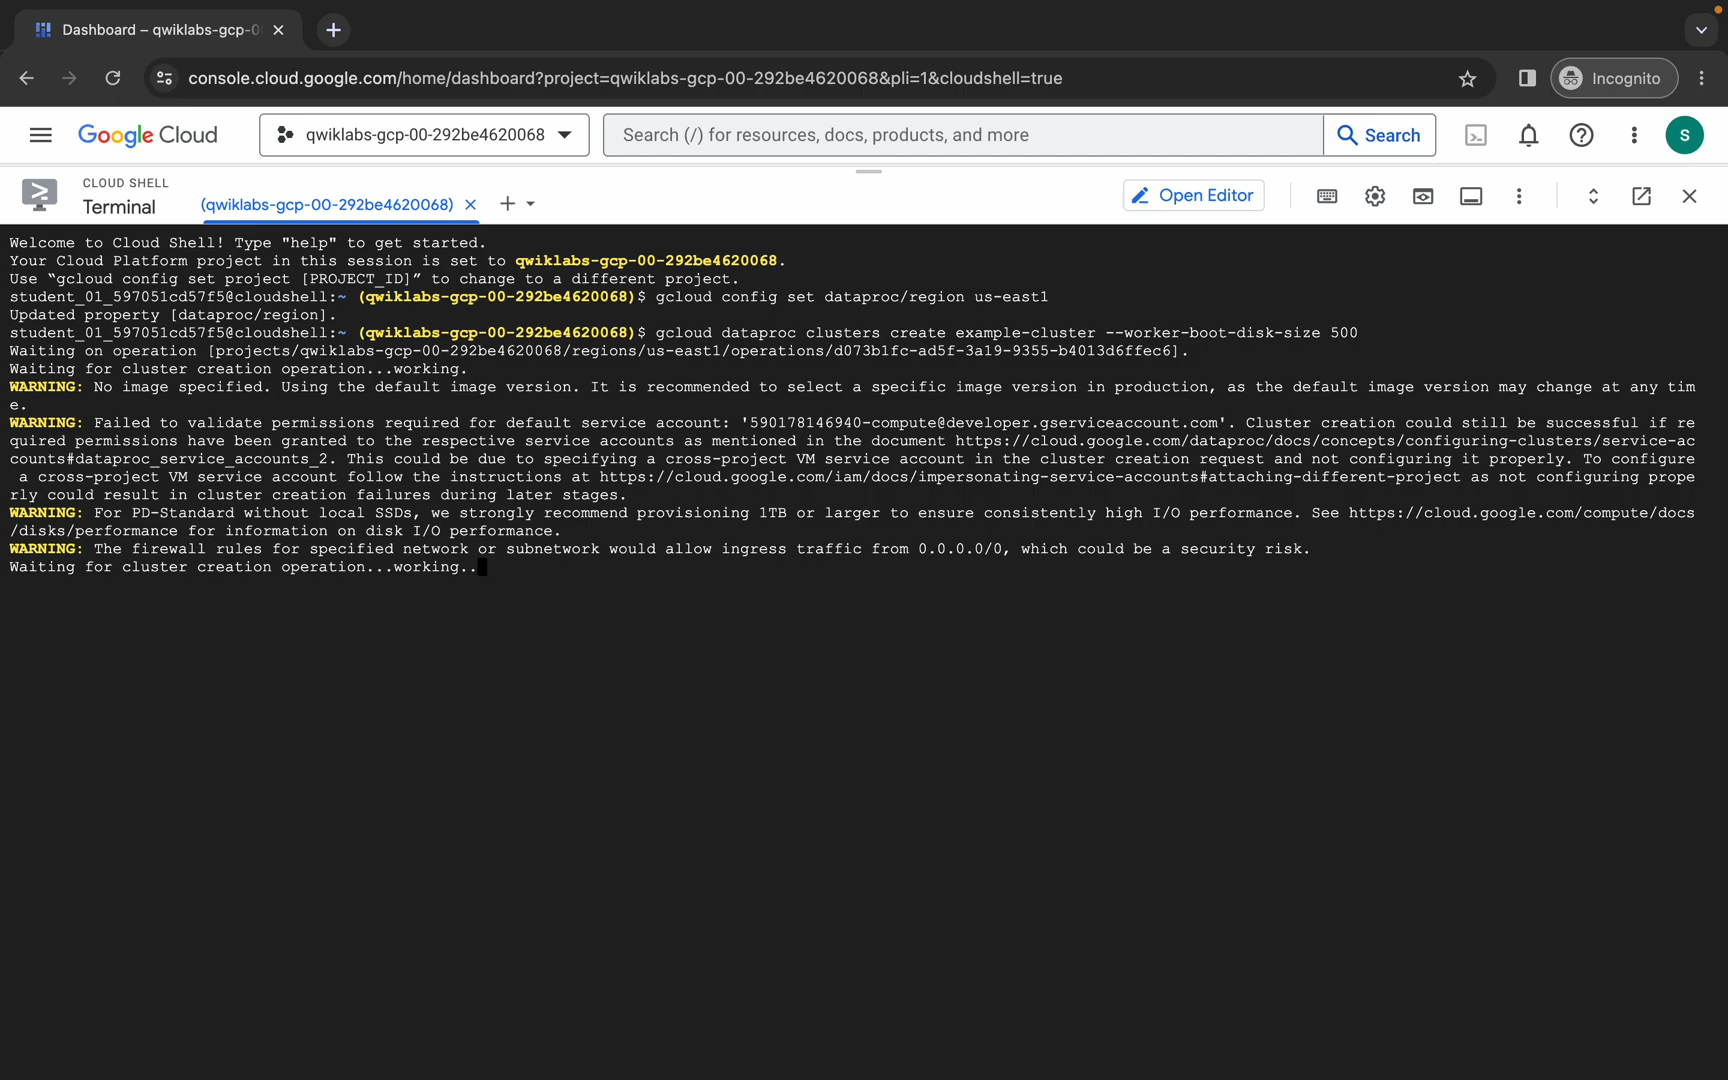 Dashboard – qwiklabs-gcp-0
console.cloud.google.com/home/dashboard?project=qwiklabs-gcp-00-292be4620068&pli=1&cloudshell=true
Incognito
Google Cloud
qwiklabs-gcp-00-292be4620068
Search (/) for resources, docs, products, and more
Search
S
CLOUD SHELL
Terminal
(qwiklabs-gcp-00-292be4620068)
Open Editor
Welcome to Cloud Shell! Type "help" to get started.
Your Cloud Platform project in this session is set to qwiklabs-gcp-00-292be4620068.
Use “gcloud config set project [PROJECT_ID]” to change to a different project.
student_01_597051cd57f5@cloudshell:~ (qwiklabs-gcp-00-292be4620068)$ gcloud config set dataproc/region us-east1
Updated property [dataproc/region].
student_01_597051cd57f5@cloudshell:~ (qwiklabs-gcp-00-292be4620068)$ gcloud dataproc clusters create example-cluster --worker-boot-disk-size 500
Waiting on operation [projects/qwiklabs-gcp-00-292be4620068/regions/us-east1/operations/d073b1fc-ad5f-3a19-9355-b4013d6ffec6].
Waiting for cluster creation operation...working.
WARNING: No image specified. Using the default image version. It is recommended to select a specific image version in production, as the default image version may change at any tim
e.
WARNING: Failed to validate permissions required for default service account: '590178146940-compute@developer.gserviceaccount.com'. Cluster creation could still be successful if re
quired permissions have been granted to the respective service accounts as mentioned in the document https://cloud.google.com/dataproc/docs/concepts/configuring-clusters/service-ac
counts#dataproc_service_accounts_2. This could be due to specifying a cross-project VM service account in the cluster creation request and not configuring it properly. To configure
a cross-project VM service account follow the instructions at https://cloud.google.com/iam/docs/impersonating-service-accounts#attaching-different-project as not configuring prope
rly could result in cluster creation failures during later stages.
WARNING: For PD-Standard without local SSDs, we strongly recommend provisioning 1TB or larger to ensure consistently high I/O performance. See https://cloud.google.com/compute/docs
/disks/performance for information on disk I/O performance.
WARNING: The firewall rules for specified network or subnetwork would allow ingress traffic from 0.0.0.0/0, which could be a security risk.
Waiting for cluster creation operation...working..